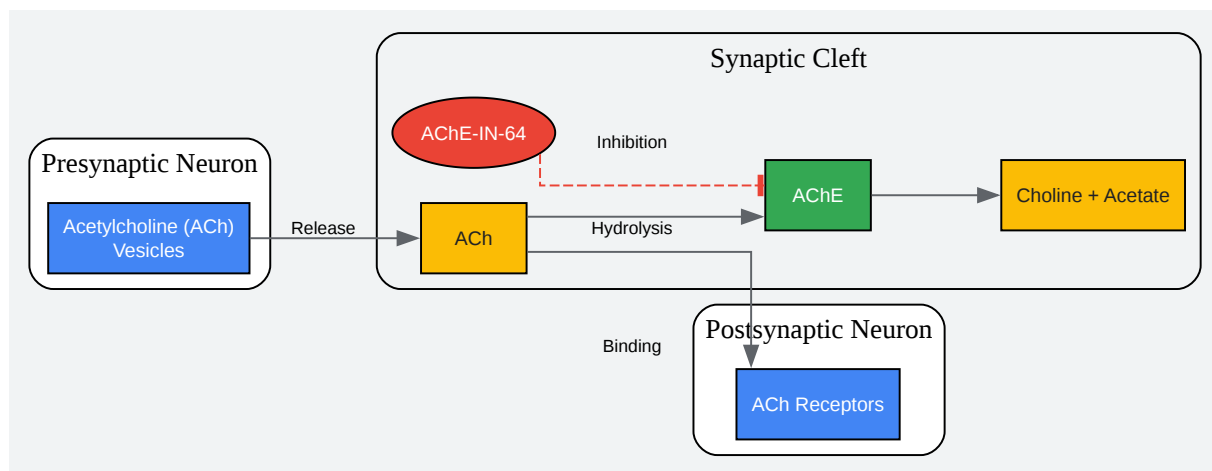 Synaptic Cleft
AChE-IN-64
Inhibition
Presynaptic Neuron
AChE
Choline + Acetate
Acetylcholine (ACh)
Vesicles
Release
ACh
Hydrolysis
Postsynaptic Neuron
Binding
ACh Receptors